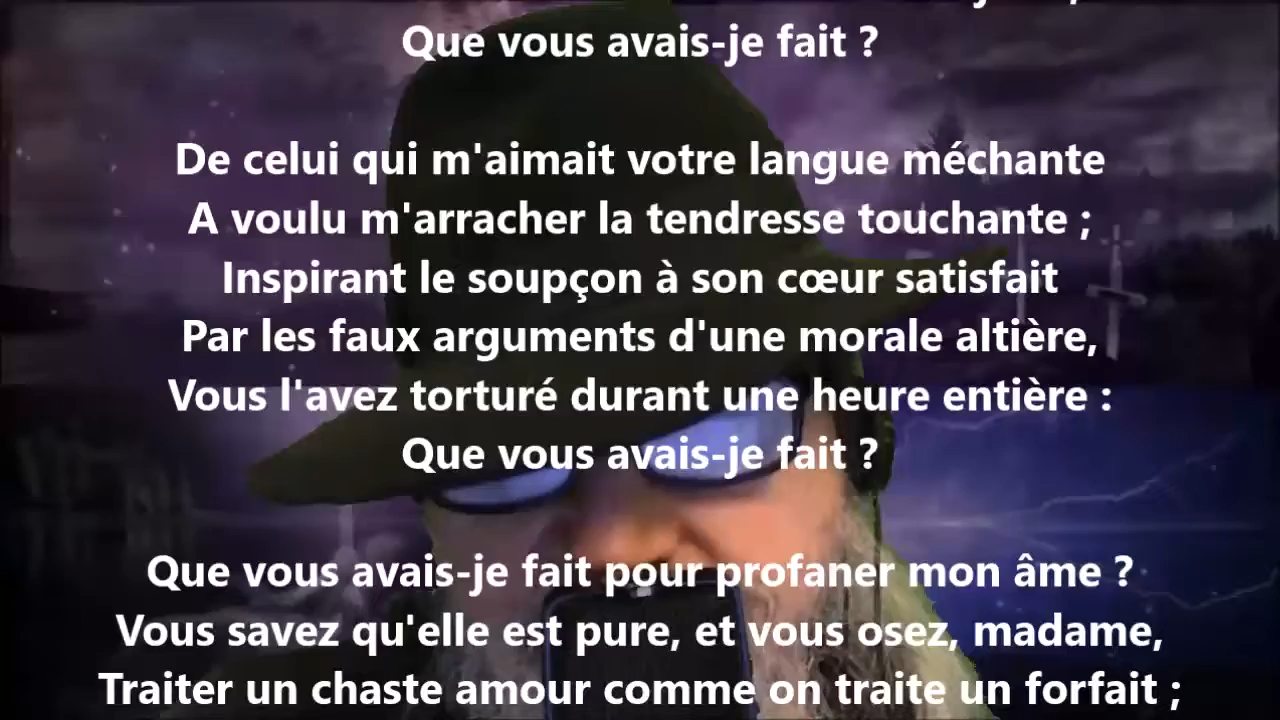 Que vous avais-je fait ?
De celui qui m'aimait votre langue méchante
A voulu m'arracher la tendresse touchante ;
Inspirant le soupçon à son cœur satisfait
Par les faux arguments d'une morale altière,
Vous l'avez torturé durant une heure entière :
Que vous avais-je fait ?
Que vous avais-je fait pour profaner mon âme ?
Vous savez qu'elle est pure, et vous osez, madame,
Traiter un chaste amour comme on traite un forfait ;